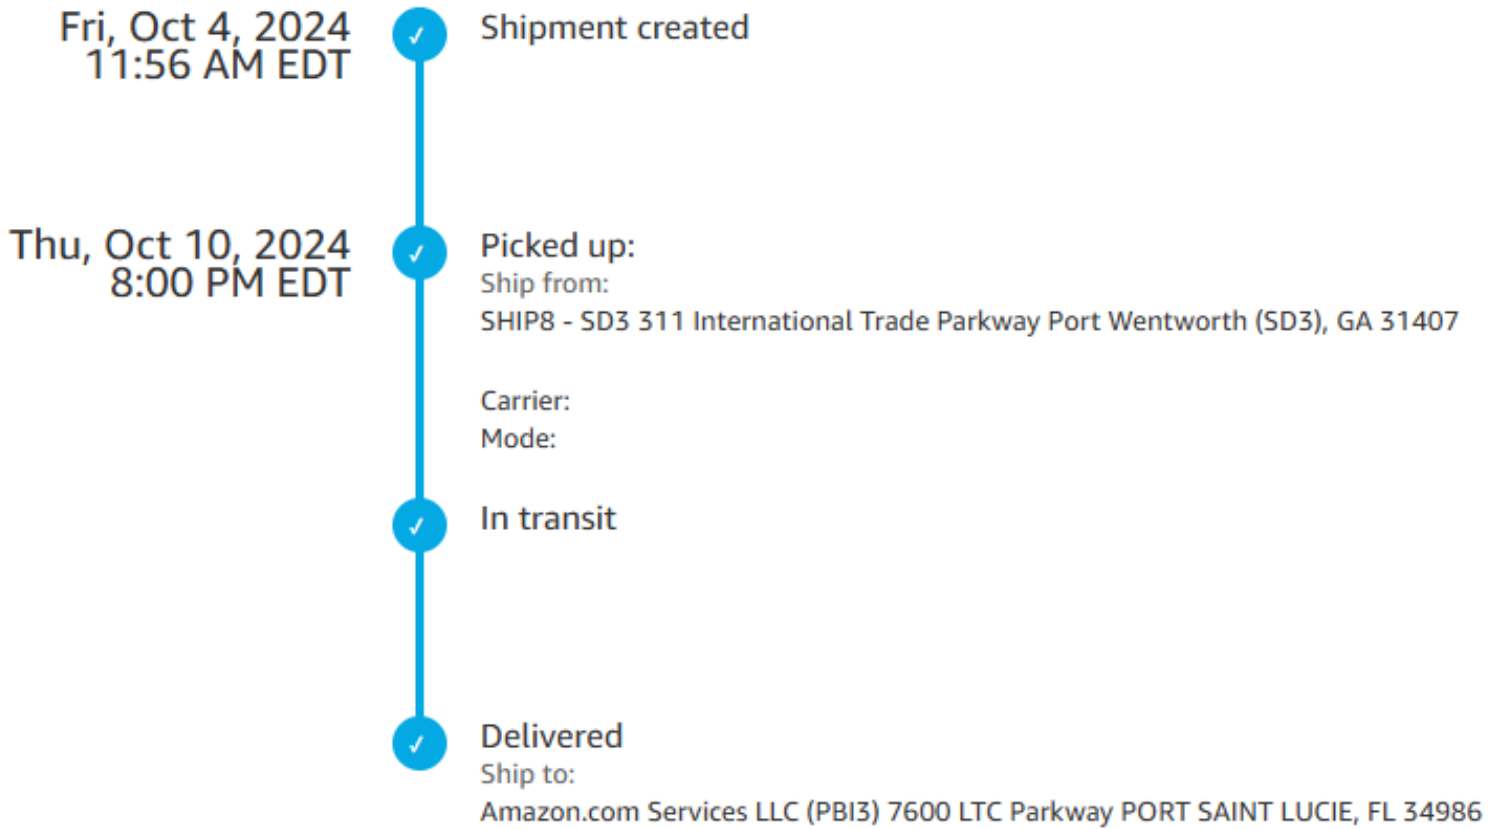 Fri, Oct 4, 2024
11:56 AM EDT
Shipment created
Thu, Oct 10, 2024
8:00 PM EDT
Picked up:
Ship from:
SHIP8 - SD3 311 International Trade Parkway Port Wentworth (SD3), GA 31407
Carrier:
Mode:
In transit
Delivered
Ship to:
Amazon.com Services LLC (PBI3) 7600 LTC Parkway PORT SAINT LUCIE, FL 34986